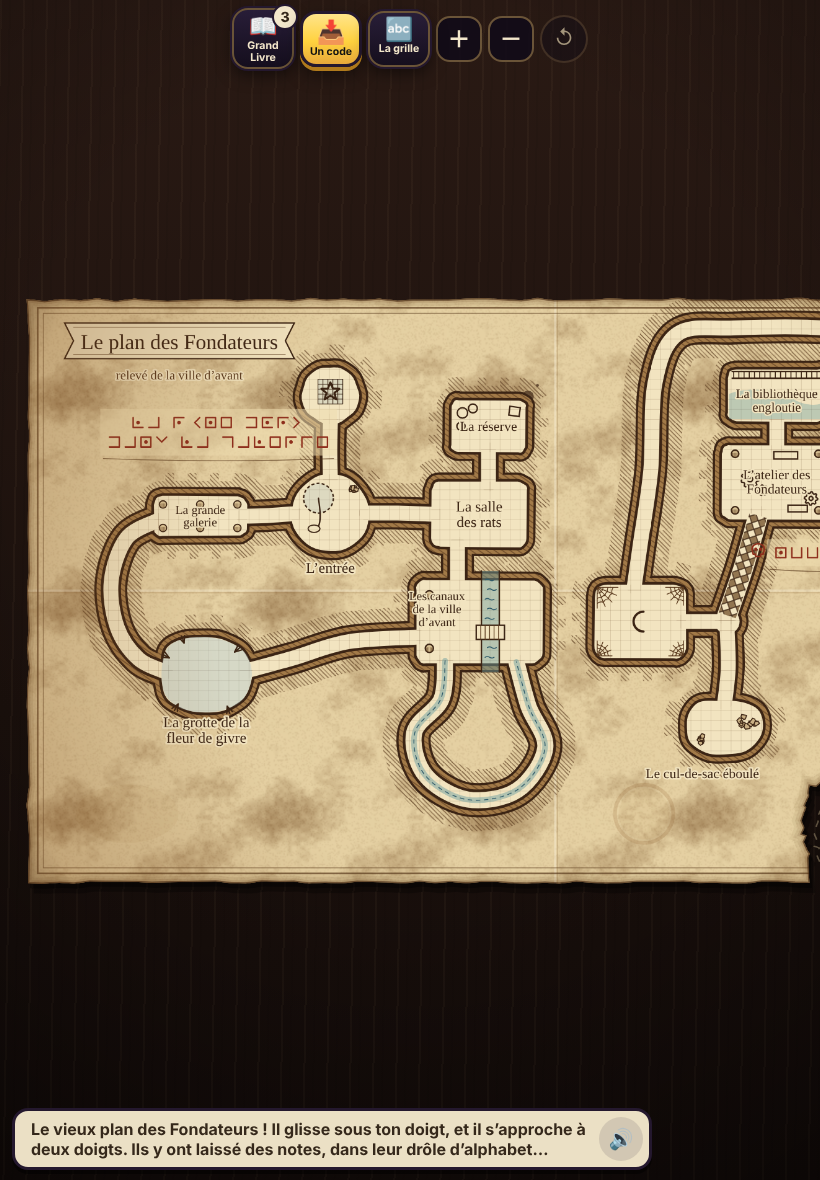 3
Grand
Livre
Un code
abc
La grille
Le plan des Fondateurs
relevé de la ville d'avant
La réserve
La bibliothèque
engloutie
L'atelier des
Fondateurs
La grande
galerie
La salle
des rats
L'entrée
Les canaux
de la ville
d'avant
La grotte de la
fleur de givre
Le cul-de-sac éboulé
Le vieux plan des Fondateurs ! Il glisse sous ton doigt, et il s'approche à
deux doigts. Ils y ont laissé des notes, dans leur drôle d'alphabet…